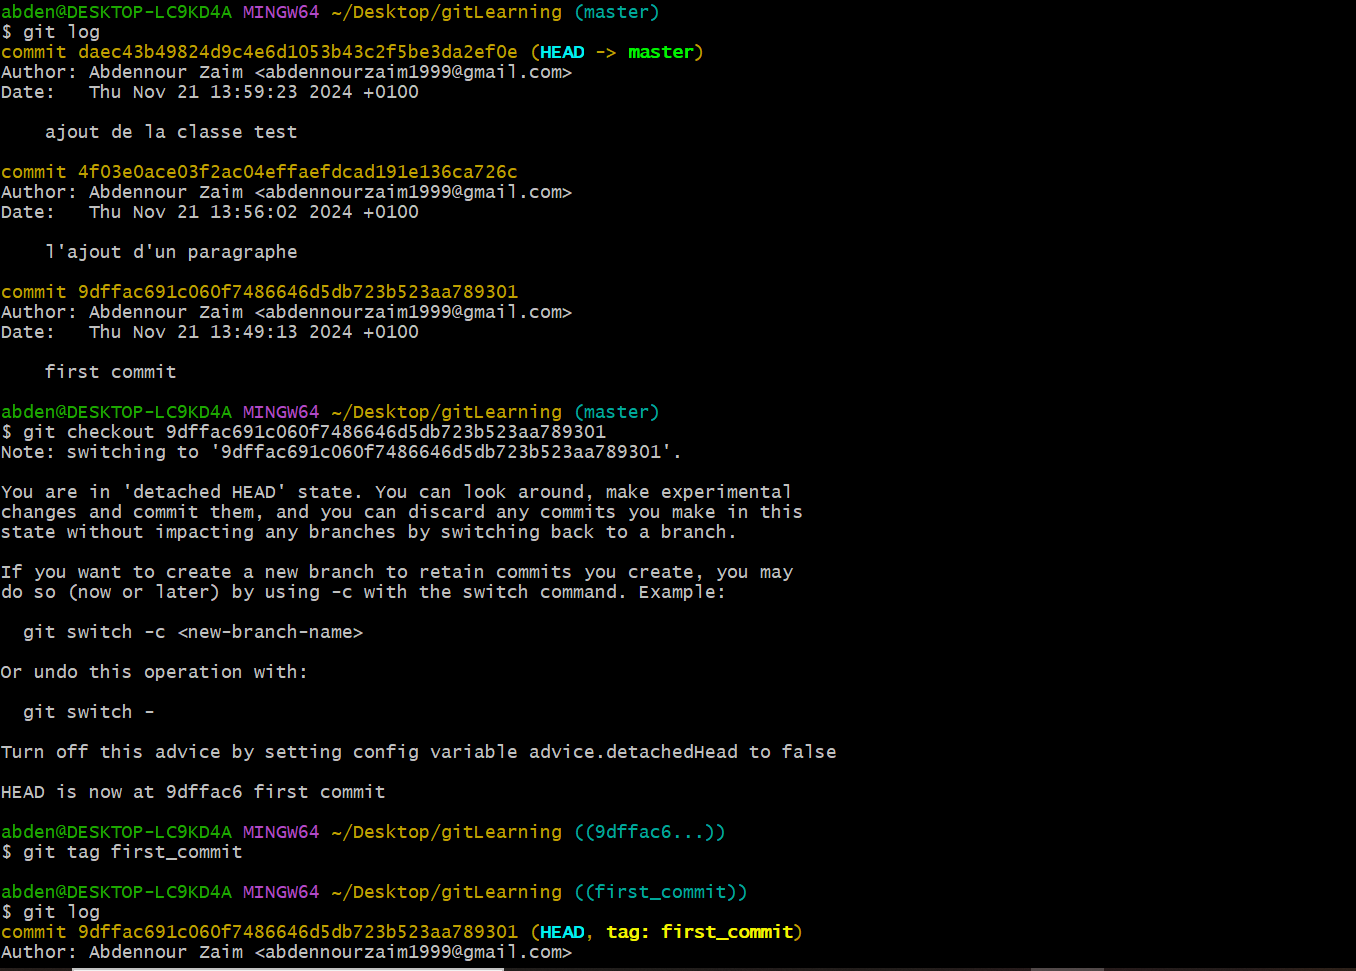 abden@DESKTOP-LC9KD4A MINGW64 ~/Desktop/gitLearning (master)
$ git log
commit daec43b49824d9c4e6d1053b43c2f5be3da2ef0e (HEAD -> master)
Author: Abdennour Zaim <abdennourzaim1999@gmail.com>
Date:   Thu Nov 21 13:59:23 2024 +0100
    ajout de la classe test
commit 4f03e0ace03f2ac04effaefdcad191e136ca726c
Author: Abdennour Zaim <abdennourzaim1999@gmail.com>
Date:   Thu Nov 21 13:56:02 2024 +0100
    l'ajout d'un paragraphe
commit 9dffac691c060f7486646d5db723b523aa789301
Author: Abdennour Zaim <abdennourzaim1999@gmail.com>
Date:   Thu Nov 21 13:49:13 2024 +0100
    first commit
abden@DESKTOP-LC9KD4A MINGW64 ~/Desktop/gitLearning (master)
$ git checkout 9dffac691c060f7486646d5db723b523aa789301
Note: switching to '9dffac691c060f7486646d5db723b523aa789301'.
You are in 'detached HEAD' state. You can look around, make experimental
changes and commit them, and you can discard any commits you make in this
state without impacting any branches by switching back to a branch.
If you want to create a new branch to retain commits you create, you may
do so (now or later) by using -c with the switch command. Example:
  git switch -c <new-branch-name>
Or undo this operation with:
  git switch -
Turn off this advice by setting config variable advice.detachedHead to false
HEAD is now at 9dffac6 first commit
abden@DESKTOP-LC9KD4A MINGW64 ~/Desktop/gitLearning ((9dffac6...))
$ git tag first_commit
abden@DESKTOP-LC9KD4A MINGW64 ~/Desktop/gitLearning ((first_commit))
$ git log
commit 9dffac691c060f7486646d5db723b523aa789301 (HEAD, tag: first_commit)
Author: Abdennour Zaim <abdennourzaim1999@gmail.com>